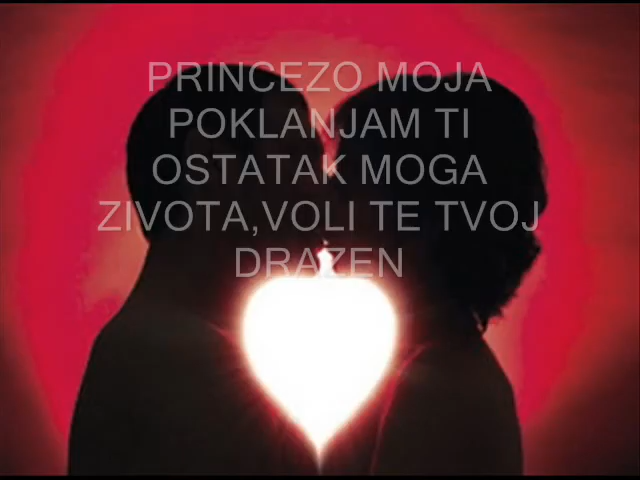 PRINCEZO MOJA
POKLANJAM TI
OSTATAK MOGA
ZIVOTA,VOLI TE TVOJ
DRAZEN